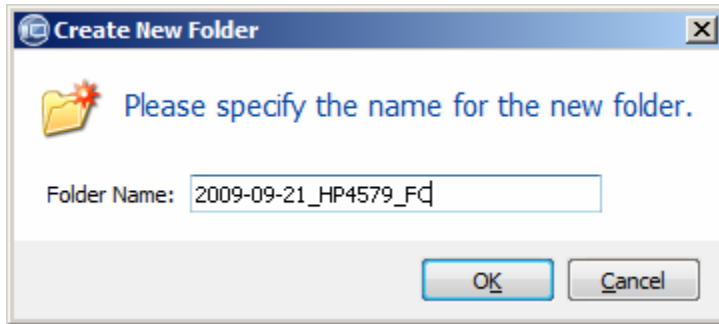 Create New Folder
Please specify the name for the new folder.
Folder Name: 2009-09-21_HP4579_FC
OK Cancel